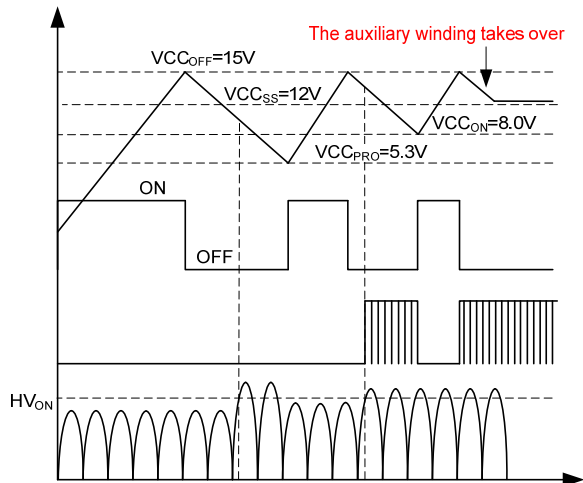 The auxiliary winding takes over
VCCOFF=15V
VCCSS=12V
VCCON=8.0V
VCCPRO=5.3V
ON
OFF
HVON